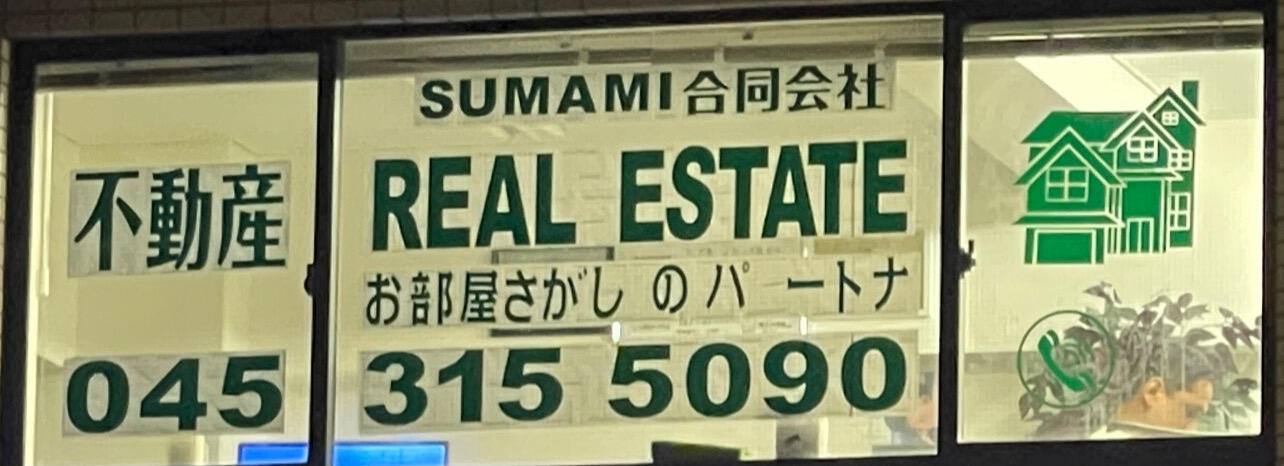 SUMAMI合同会社
不動産
REAL ESTATE
お部屋さがしのパートナ
045 315 5090